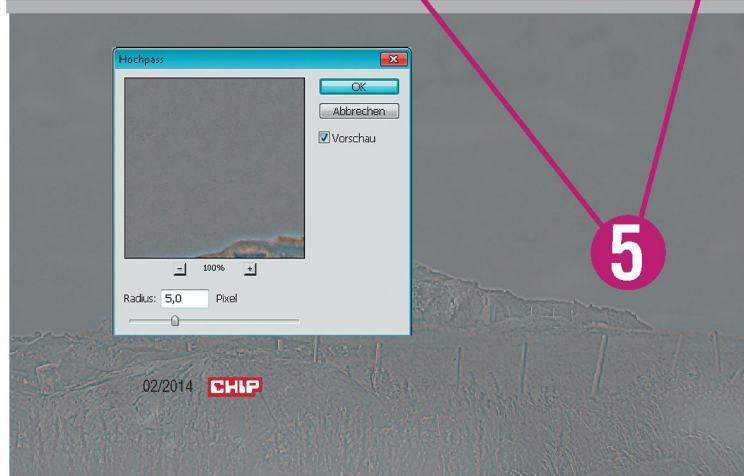 Hochpass
OK
Abbrechen
Vorschau
100%
Radius: 5,0 Pixel
5
02/2014 CHIP